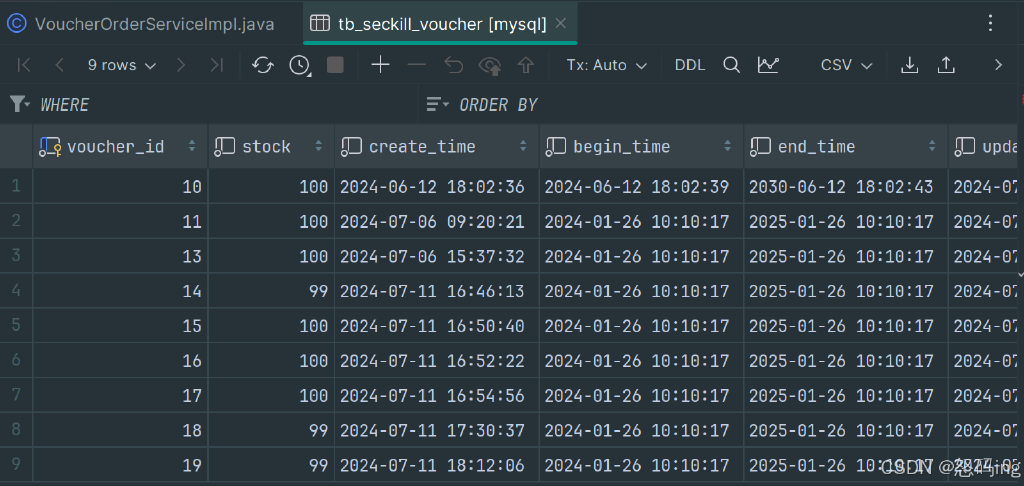 VoucherOrderServiceImpl.java tb_seckill_voucher [mysql]
9 rows Tx: Auto DDL CSV
WHERE ORDER BY
voucher_id stock create_time begin_time end_time upda
1 10 100 2024-06-12 18:02:36 2024-06-12 18:02:39 2030-06-12 18:02:43 2024-07
2 11 100 2024-07-06 09:20:21 2024-01-26 10:10:17 2025-01-26 10:10:17 2024-07
3 13 100 2024-07-06 15:37:32 2024-01-26 10:10:17 2025-01-26 10:10:17 2024-07
4 14 99 2024-07-11 16:46:13 2024-01-26 10:10:17 2025-01-26 10:10:17 2024-07
5 15 100 2024-07-11 16:50:40 2024-01-26 10:10:17 2025-01-26 10:10:17 2024-07
6 16 100 2024-07-11 16:52:22 2024-01-26 10:10:17 2025-01-26 10:10:17 2024-07
7 17 100 2024-07-11 16:54:56 2024-01-26 10:10:17 2025-01-26 10:10:17 2024-07
8 18 99 2024-07-11 17:30:37 2024-01-26 10:10:17 2025-01-26 10:10:17 2024-07
9 19 99 2024-07-11 18:12:06 2024-01-26 10:10:17 2025-01-26
CSDN